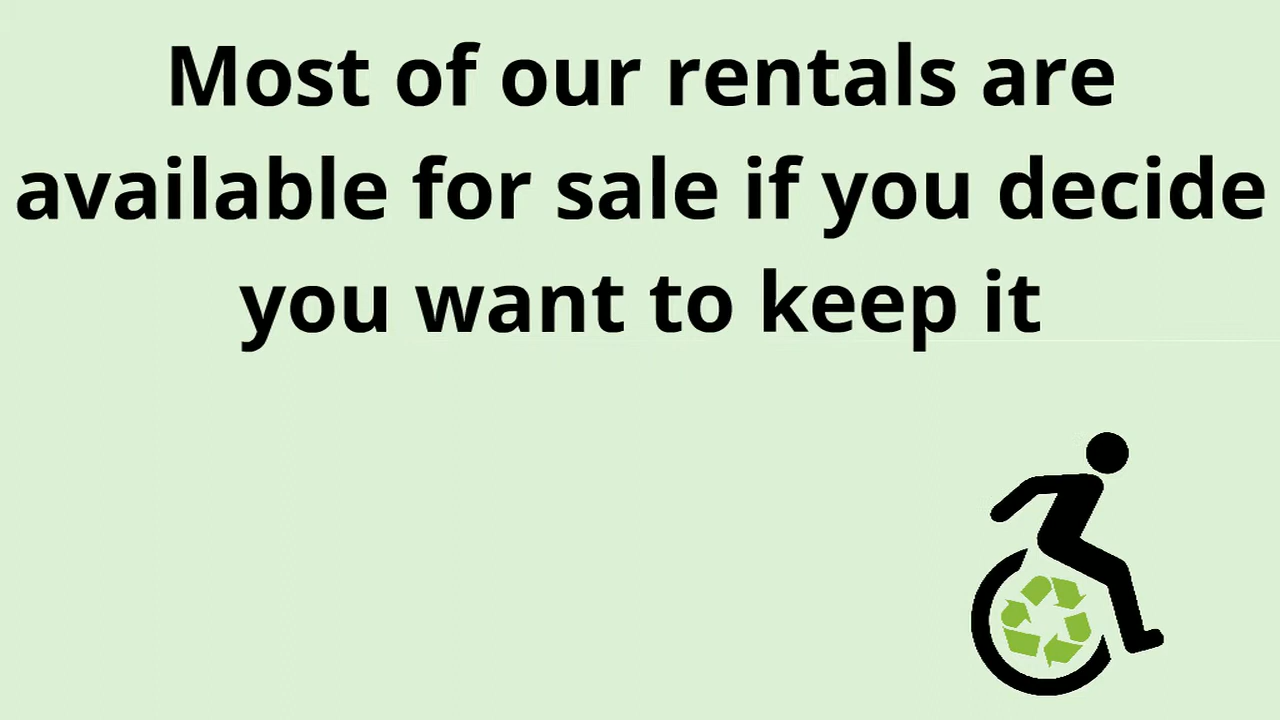 Most of our rentals are
available for sale if you decide
you want to keep it